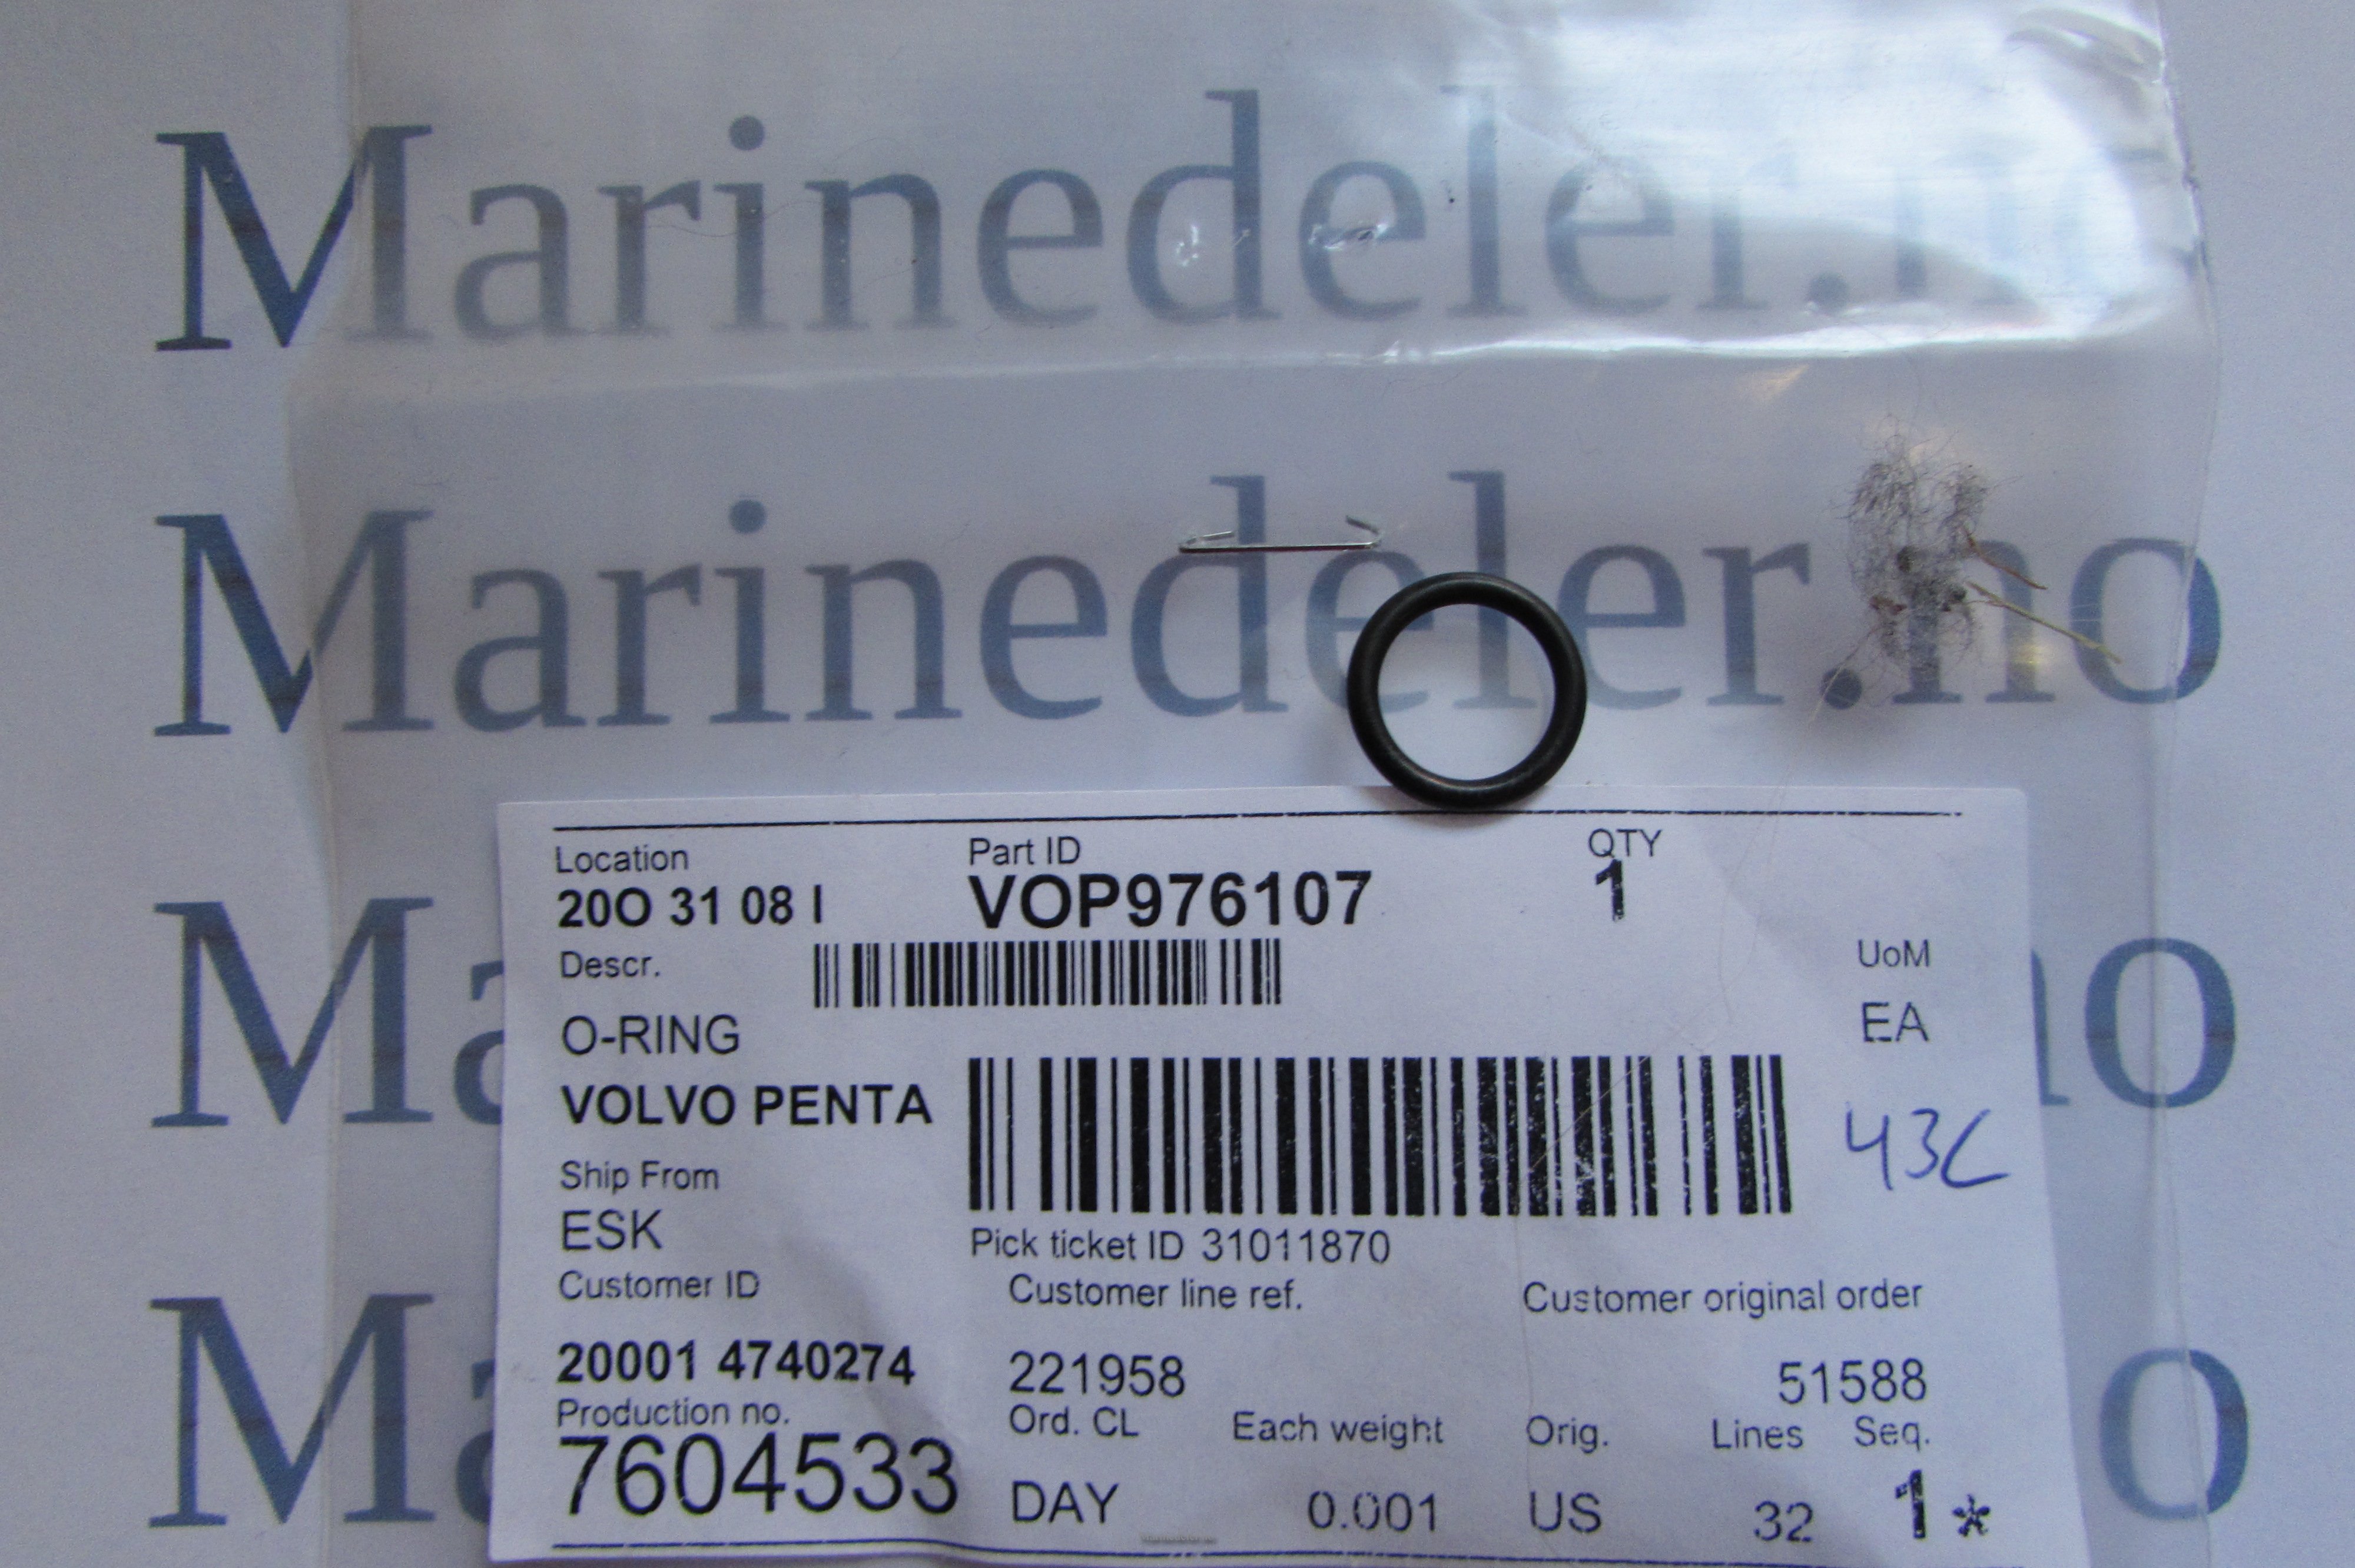 Marinedeler.no
Marinedeler.no
Location Part ID QTY
20O 31 08 I VOP976107 1
Descr. UoM
O-RING EA
VOLVO PENTA
43C
Ship From
ESK Pick ticket ID 31011870
Customer ID Customer line ref. Customer original order
20001 4740274 221958 51588
Production no. Ord. CL Each weight Orig. Lines Seq.
7604533 DAY 0.001 US 32 1*